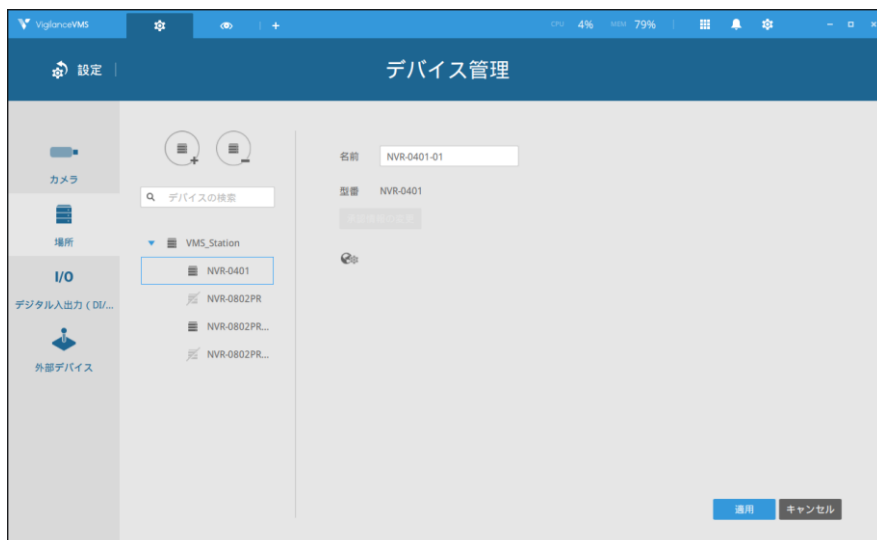 VigilanceVMS
+
CPU 4% MEM 79%
設定
デバイス管理
カメラ
場所
I/O
デジタル入出力 ( DI/...
外部デバイス
デバイスの検索
VMS_Station
NVR-0401
NVR-0802PR
NVR-0802PR...
NVR-0802PR...
名前 NVR-0401-01
型番 NVR-0401
適用 キャンセル